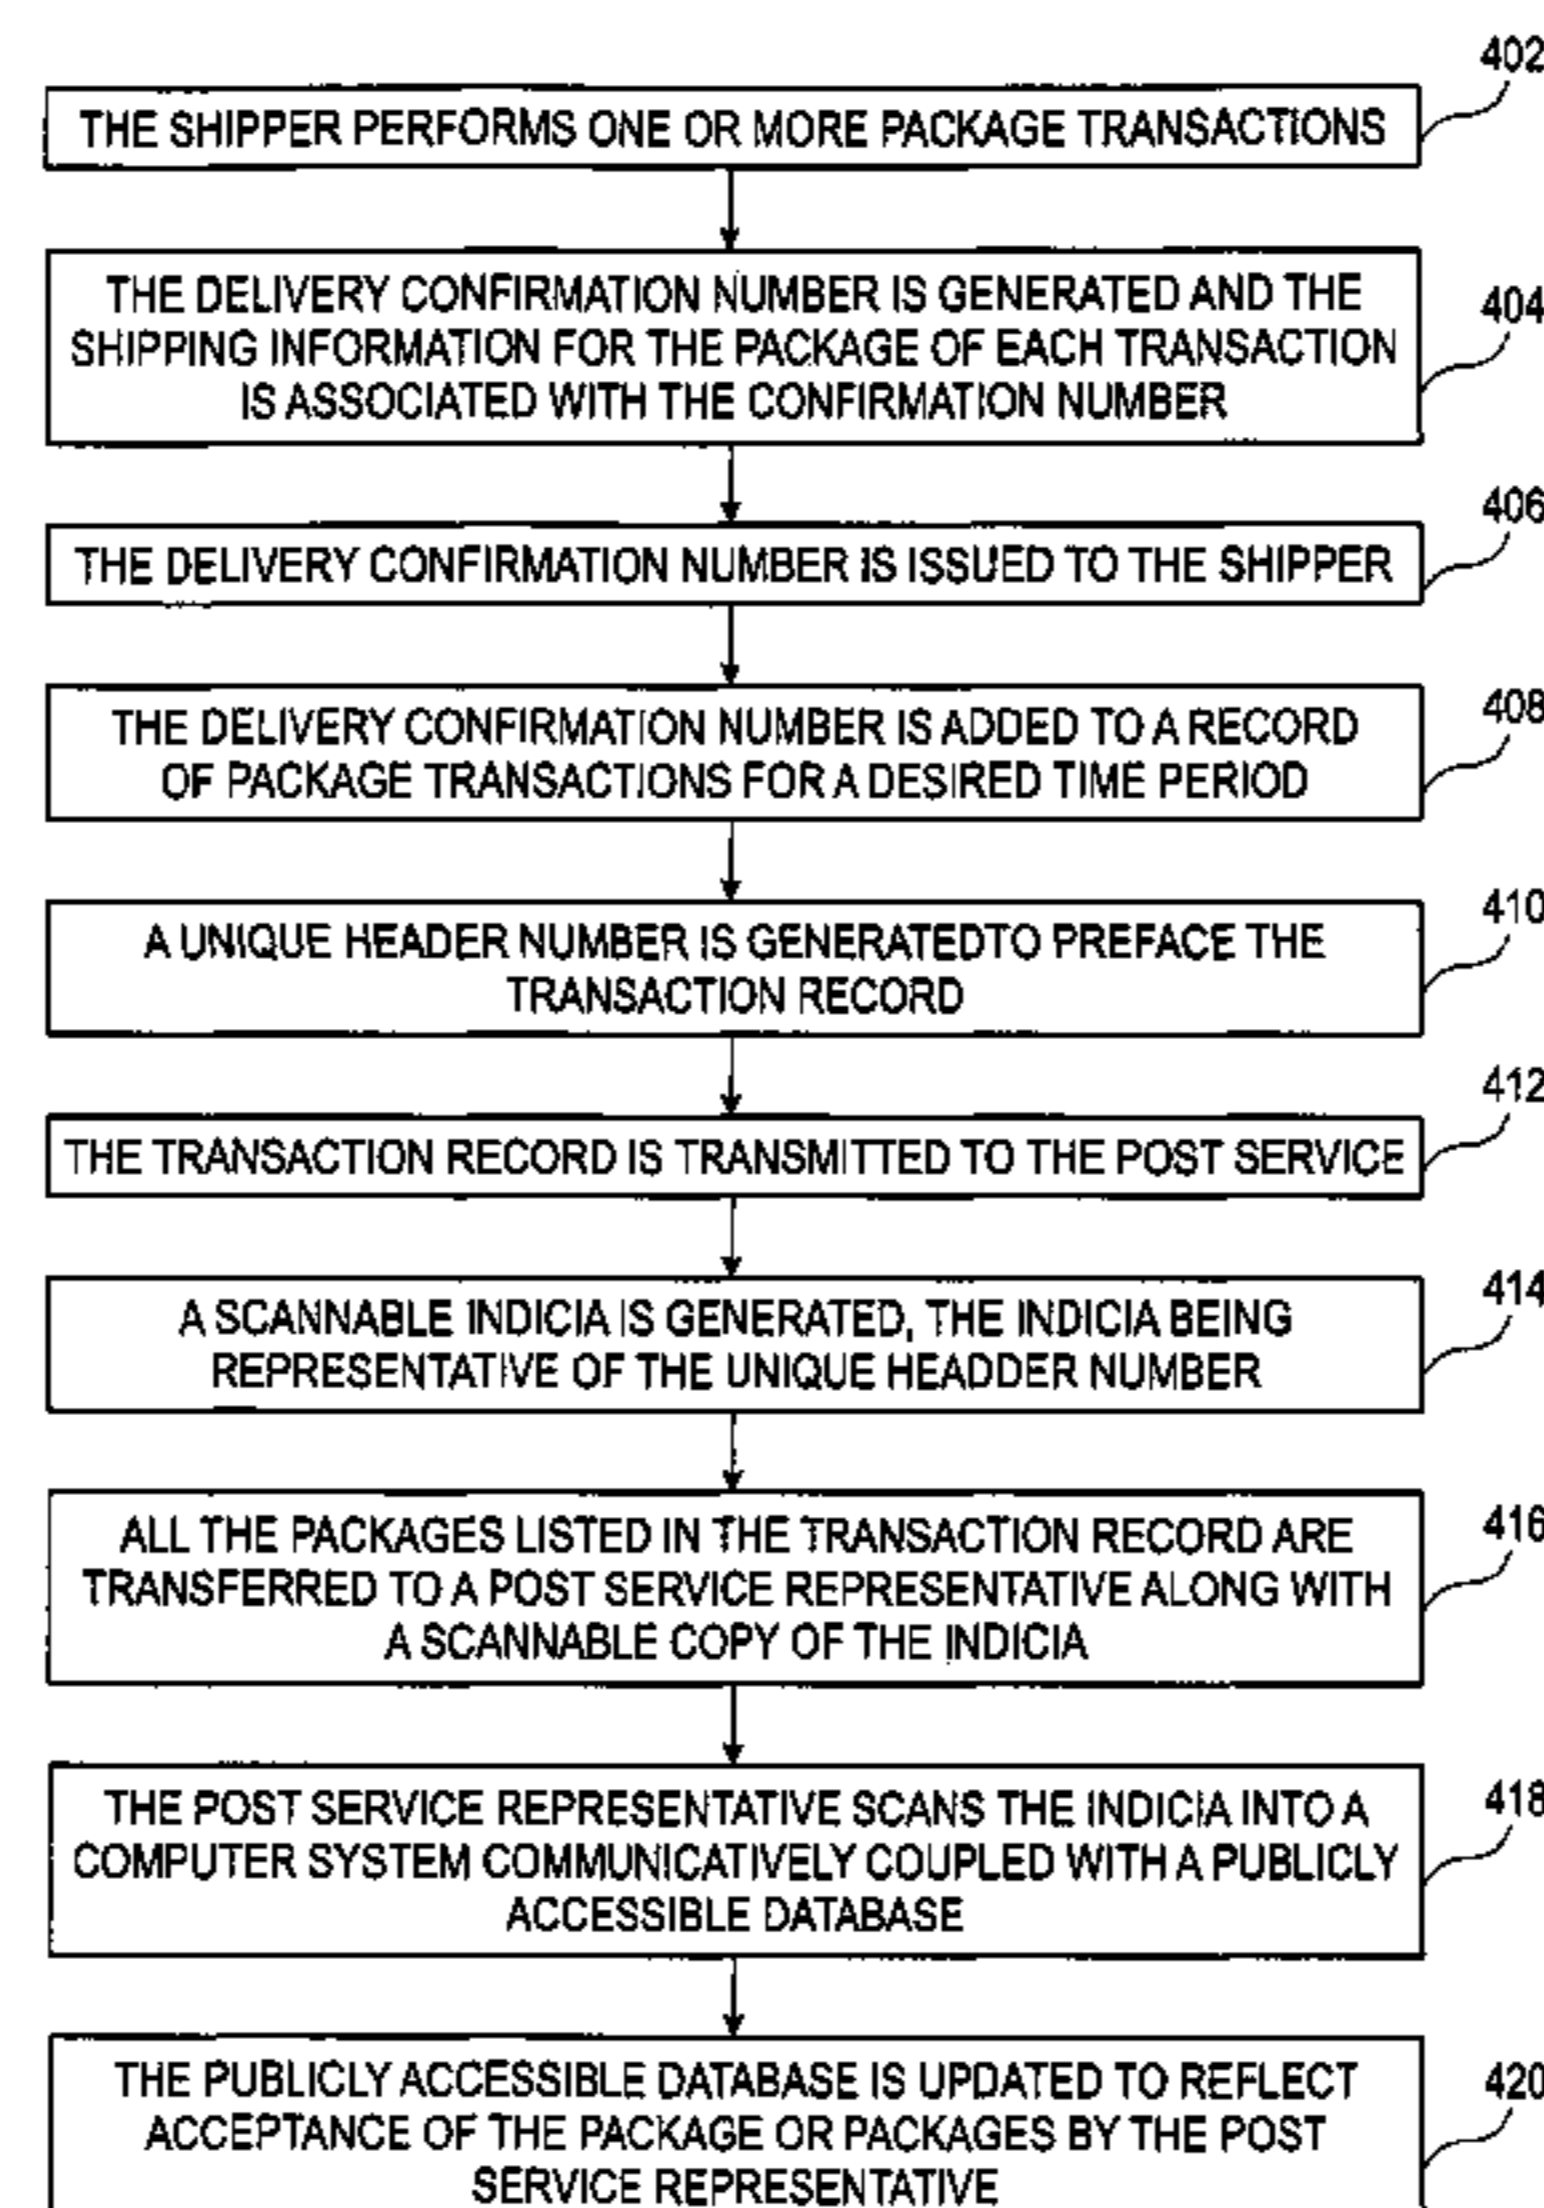 402
THE SHIPPER PERFORMS ONE OR MORE PACKAGE TRANSACTIONS
THE DELIVERY CONFIRMATION NUMBER IS GENERATED AND THE
SHIPPING INFORMATION FOR THE PACKAGE OF EACH TRANSACTION
IS ASSOCIATED WITH THE CONFIRMATION NUMBER
404
406
THE DELIVERY CONFIRMATION NUMBER IS ISSUED TO THE SHIPPER
408
THE DELIVERY CONFIRMATION NUMBER IS ADDED TO A RECORD
OF PACKAGE TRANSACTIONS FOR A DESIRED TIME PERIOD
410
A UNIQUE HEADER NUMBER IS GENERATEDTO PREFACE THE
TRANSACTION RECORD
412
THE TRANSACTION RECORD IS TRANSMITTED TO THE POST SERVICE
414
A SCANNABLE INDICIA IS GENERATED, THE INDICIA BEING
REPRESENTATIVE OF THE UNIQUE HEADDER NUMBER
416
ALL THE PACKAGES LISTED IN THE TRANSACTION RECORD ARE
TRANSFERRED TO A POST SERVICE REPRESENTATIVE ALONG WITH
A SCANNABLE COPY OF THE INDICIA
418
THE POST SERVICE REPRESENTATIVE SCANS THE INDICIA INTO A
COMPUTER SYSTEM COMMUNICATIVELY COUPLED WITH A PUBLICLY
ACCESSIBLE DATABASE
420
THE PUBLICLY ACCESSIBLE DATABASE IS UPDATED TO REFLECT
ACCEPTANCE OF THE PACKAGE OR PACKAGES BY THE POST
SERVICE REPRESENTATIVE